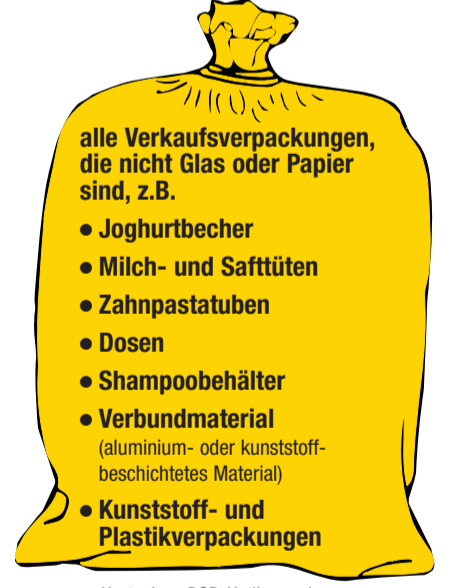 alle Verkaufsverpackungen,
die nicht Glas oder Papier
sind, z.B.
• Joghurtbecher
• Milch- und Safttüten
• Zahnpastatuben
• Dosen
• Shampoobehälter
• Verbundmaterial
(aluminium- oder kunststoff-
beschichtetes Material)
• Kunststoff- und
Plastikverpackungen